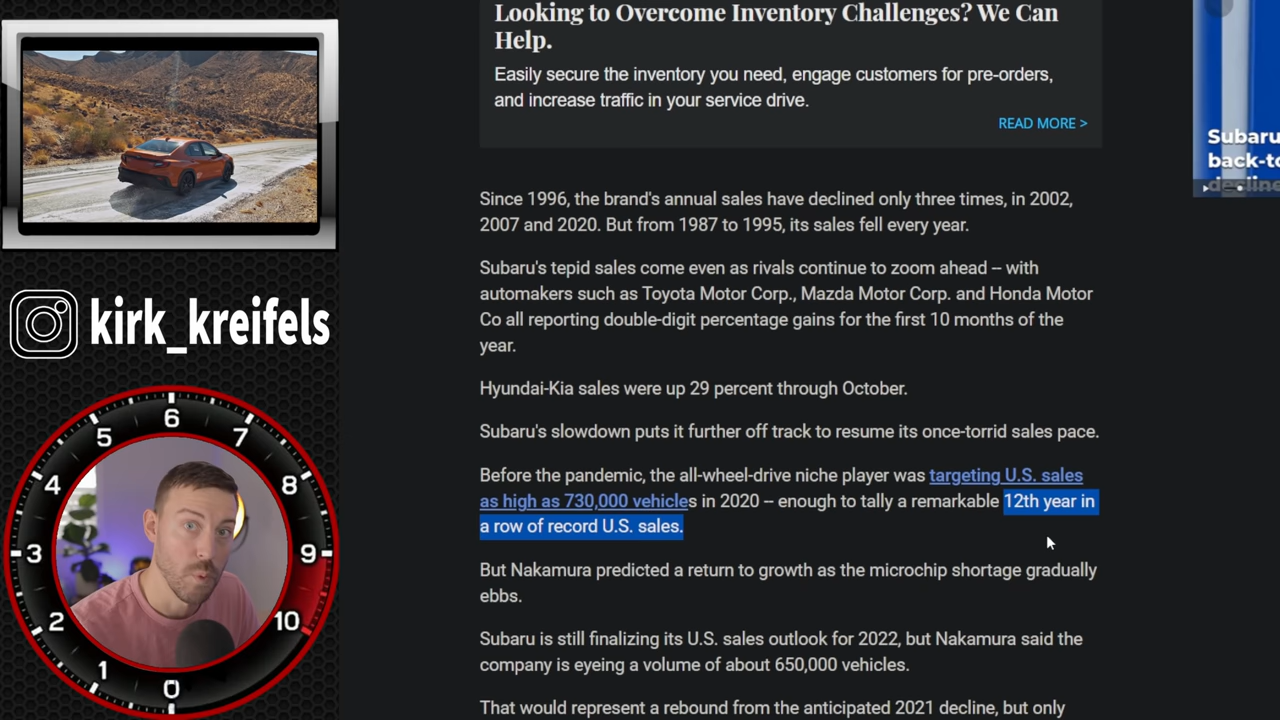 Looking to Overcome Inventory Challenges? We Can
Help.
Easily secure the inventory you need, engage customers for pre-orders,
and increase traffic in your service drive.
READ MORE >
Subaru
back-to
decline
Since 1996, the brand's annual sales have declined only three times, in 2002,
2007 and 2020. But from 1987 to 1995, its sales fell every year.
Subaru's tepid sales come even as rivals continue to zoom ahead -- with
automakers such as Toyota Motor Corp., Mazda Motor Corp. and Honda Motor
Co all reporting double-digit percentage gains for the first 10 months of the
year.
Hyundai-Kia sales were up 29 percent through October.
Subaru's slowdown puts it further off track to resume its once-torrid sales pace.
Before the pandemic, the all-wheel-drive niche player was targeting U.S. sales
as high as 730,000 vehicles in 2020 -- enough to tally a remarkable 12th year in
a row of record U.S. sales.
But Nakamura predicted a return to growth as the microchip shortage gradually
ebbs.
Subaru is still finalizing its U.S. sales outlook for 2022, but Nakamura said the
company is eyeing a volume of about 650,000 vehicles.
That would represent a rebound from the anticipated 2021 decline, but only
kirk_kreifels
0
1
2
3
4
5
6
7
8
9
10